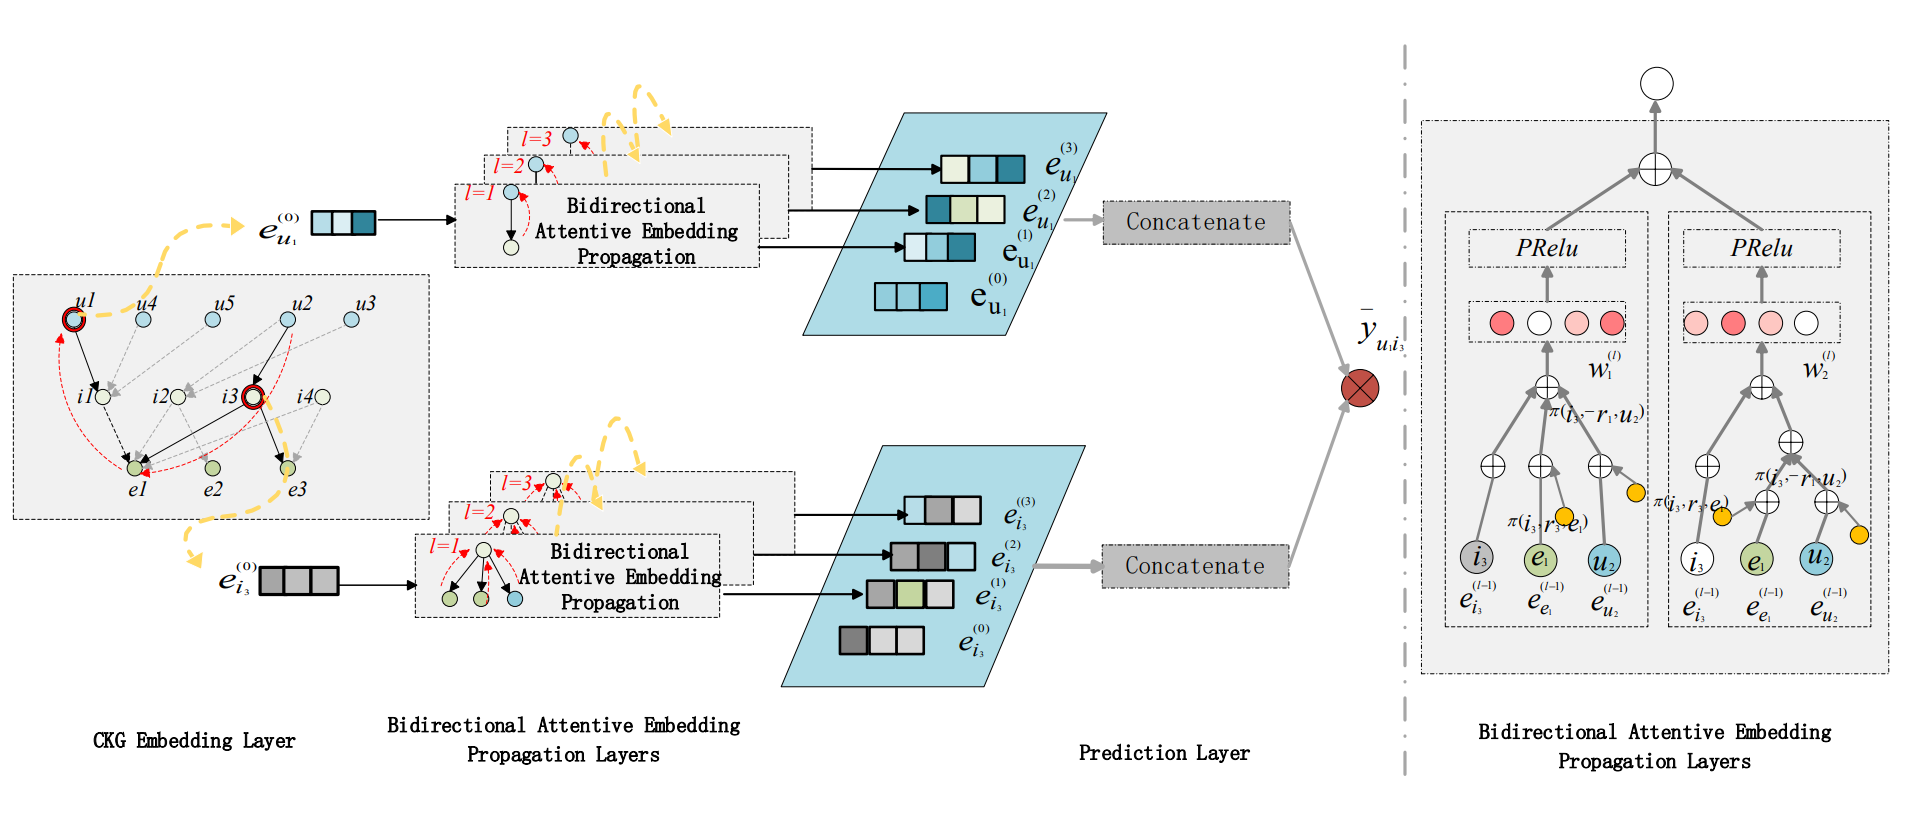 u1 u4 u5 u2 u3
i1 i2 i3 i4
e1 e2 e3
CKG Embedding Layer
e_{u_1}^{(0)}
e_{i_3}^{(0)}
l=3
l=2
l=1
Bidirectional
Attentive Embedding
Propagation
l=3
l=2
l=1
Bidirectional
Attentive Embedding
Propagation
Bidirectional Attentive Embedding
Propagation Layers
e_{u_1}^{(3)}
e_{u_1}^{(2)}
e_{u_1}^{(1)}
e_{u_1}^{(0)}
e_{i_3}^{(3)}
e_{i_3}^{(2)}
e_{i_3}^{(1)}
e_{i_3}^{(0)}
Concatenate
Concatenate
\bar{y}_{u_1i_3}
Prediction Layer
PRelu
w_1^{(l)}
π(i_3,-r_1,u_2)
π(i_3,r_3,e_1)
i_3 e_1 u_2
e_{i_3}^{(l-1)} e_{e_1}^{(l-1)} e_{u_2}^{(l-1)}
PRelu
w_2^{(l)}
π(i_3,-r_1,u_2)
π(i_3,r_3,e_1)
i_3 e_1 u_2
e_{i_3}^{(l-1)} e_{e_1}^{(l-1)} e_{u_2}^{(l-1)}
Bidirectional Attentive Embedding
Propagation Layers